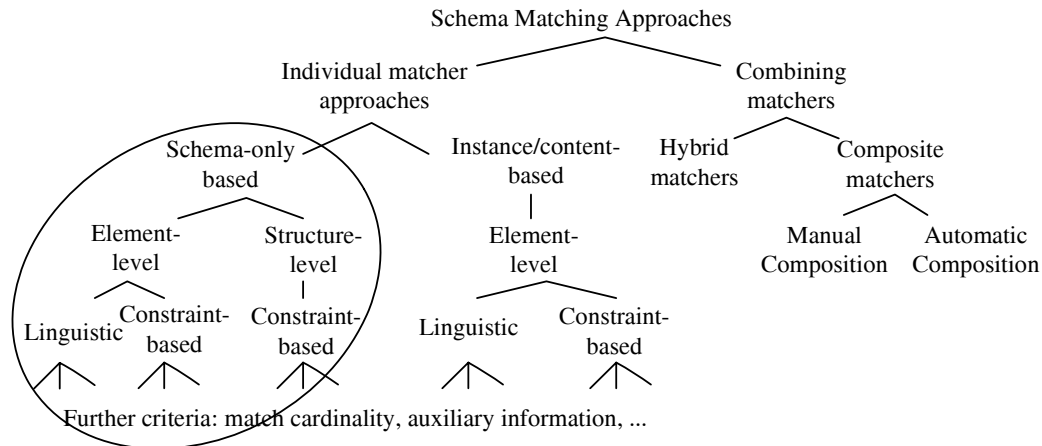 Schema Matching Approaches
Individual matcher
approaches
Combining
matchers
Schema-only
based
Instance/content-
based
Hybrid
matchers
Composite
matchers
Element-
level
Structure-
level
Element-
level
Manual
Composition
Automatic
Composition
Linguistic
Constraint-
based
Constraint-
based
Linguistic
Constraint-
based
Further criteria: match cardinality, auxiliary information, ...